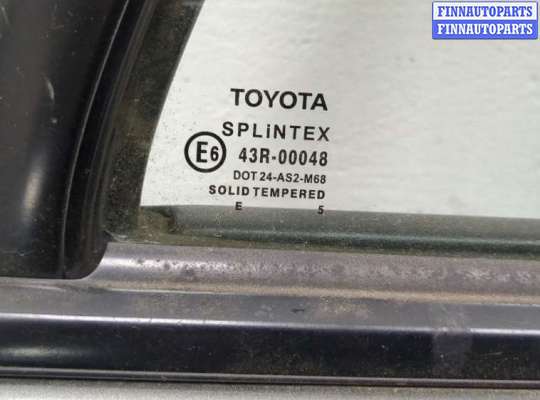 FINNAUTOPARTS
FINNAUTOPARTS
TOYOTA
SPLiNTEX
E6 43R-00048
DOT 24-AS2-M68
SOLID TEMPERED
E 5